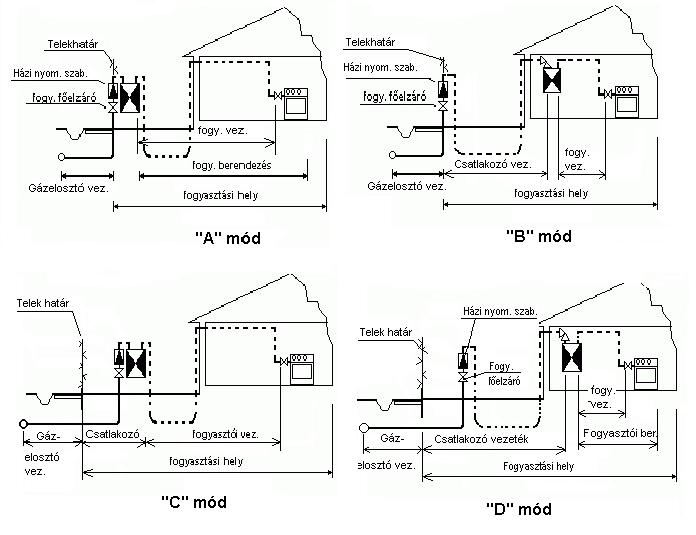 Telekhatár
Házi nyom. szab.
fogy. főelzáró
fogy. vez.
fogy. berendezés
Gázelosztó vez.
fogyasztási hely
"A" mód
Telekhatár
Házi nyom. szab.
fogy. főelzáró
Csatlakozó vez.
fogy.
vez.
Gázelosztó vez.
fogyasztási hely
"B" mód
Telek határ
Gáz-
elosztó
vez.
Csatlakozó
fogyasztói vez.
fogyasztási hely
"C" mód
Házi nyom. szab.
Telek határ
Fogy.
főelzáró
fogy.
vez.
Gáz-
elosztó vez.
Csatlakozó vezeték
Fogyasztói ber.
Fogyasztási hely
"D" mód